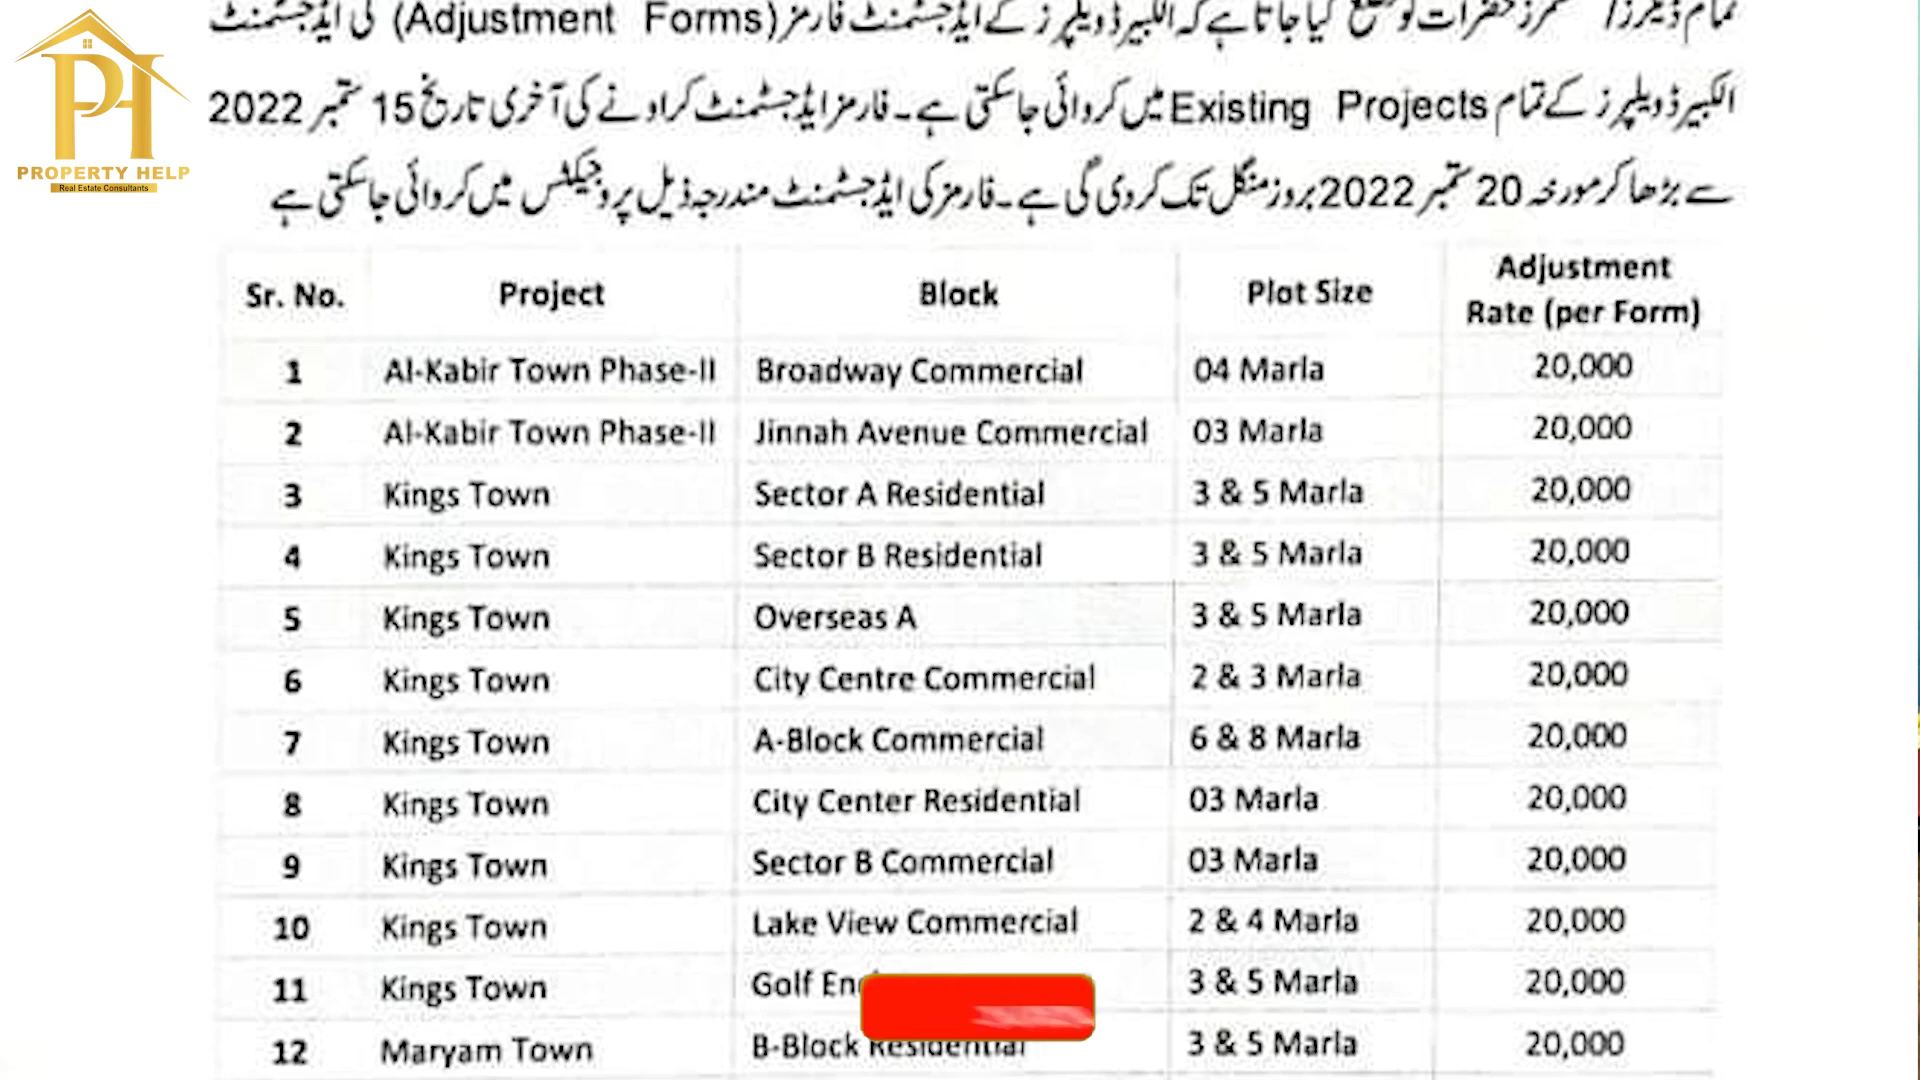 PH
PROPERTY HELP
Real Estate Consultants
کیا جاتا ہے کہ الکبیر ڈویلپرز کے ایڈجسٹمنٹ فارمز (Adjustment Forms) کی ایڈجسٹمنٹ
الکبیر ڈویلپرز کے تمام Existing Projects میں کروائی جا سکتی ہے۔ فارمز ایڈجسٹمنٹ کراونے کی آخری تاریخ 15 ستمبر 2022
سے بڑھا کر مورخہ 20 ستمبر 2022 بروز منگل تک کر دی گی ہے۔ فارمز کی ایڈجسٹمنٹ مندرجہ ذیل پروجیکٹس میں کروائی جا سکتی ہے
Sr. No. Project Block Plot Size Adjustment Rate (per Form)
1 Al-Kabir Town Phase-II Broadway Commercial 04 Marla 20,000
2 Al-Kabir Town Phase-II Jinnah Avenue Commercial 03 Marla 20,000
3 Kings Town Sector A Residential 3 & 5 Marla 20,000
4 Kings Town Sector B Residential 3 & 5 Marla 20,000
5 Kings Town Overseas A 3 & 5 Marla 20,000
6 Kings Town City Centre Commercial 2 & 3 Marla 20,000
7 Kings Town A-Block Commercial 6 & 8 Marla 20,000
8 Kings Town City Center Residential 03 Marla 20,000
9 Kings Town Sector B Commercial 03 Marla 20,000
10 Kings Town Lake View Commercial 2 & 4 Marla 20,000
11 Kings Town Golf 3 & 5 Marla 20,000
12 Maryam Town B-Block Residential 3 & 5 Marla 20,000